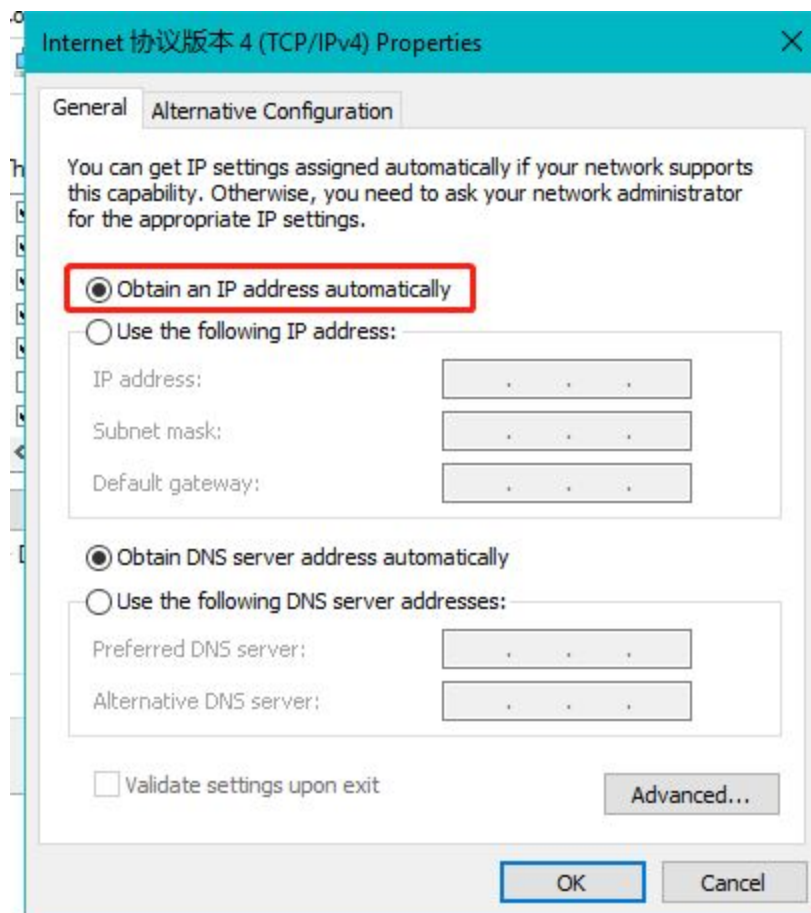 Internet 协议版本 4 (TCP/IPv4) Properties
General
Alternative Configuration
You can get IP settings assigned automatically if your network supports
this capability. Otherwise, you need to ask your network administrator
for the appropriate IP settings.
Obtain an IP address automatically
Use the following IP address:
IP address:
Subnet mask:
Default gateway:
Obtain DNS server address automatically
Use the following DNS server addresses:
Preferred DNS server:
Alternative DNS server:
Validate settings upon exit
Advanced...
OK
Cancel